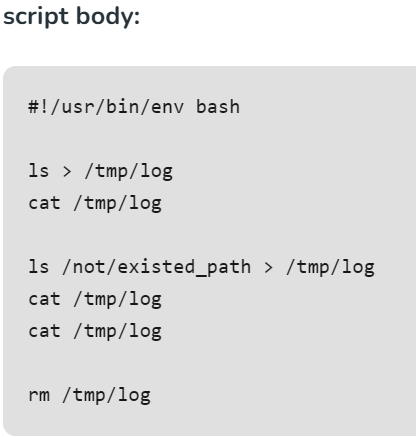 script body:
#!/usr/bin/env bash
ls > /tmp/log
cat /tmp/log
ls /not/existed_path > /tmp/log
cat /tmp/log
cat /tmp/log
rm /tmp/log